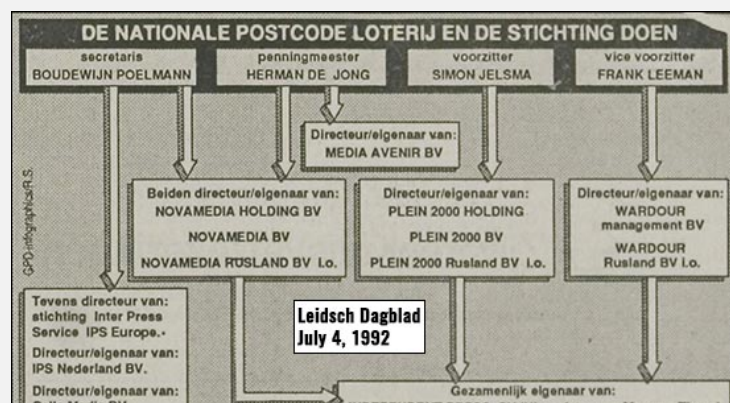 DE NATIONALE POSTCODE LOTERIJ EN DE STICHTING DOEN
secretaris
BOUDEWIJN POELMANN
penningmeester
HERMAN DE JONG
voorzitter
SIMON JELSMA
vice voorzitter
FRANK LEEMAN
Directeur/eigenaar van:
MEDIA AVENIR BV
Beiden directeur/eigenaar van:
NOVAMEDIA HOLDING BV
NOVAMEDIA BV
NOVAMEDIA RUSLAND BV i.o.
Directeur/eigenaar van:
PLEIN 2000 HOLDING
PLEIN 2000 BV
PLEIN 2000 Rusland BV i.o.
Directeur/eigenaar van:
WARDOUR
management BV
WARDOUR
Rusland BV i.o.
GPD-infographics/R.S.
Tevens directeur van:
stichting Inter Press
Service IPS Europe.
Directeur/eigenaar van:
IPS Nederland BV.
Directeur/eigenaar van:
Leidsch Dagblad
July 4, 1992
Gezamenlijk eigenaar van: